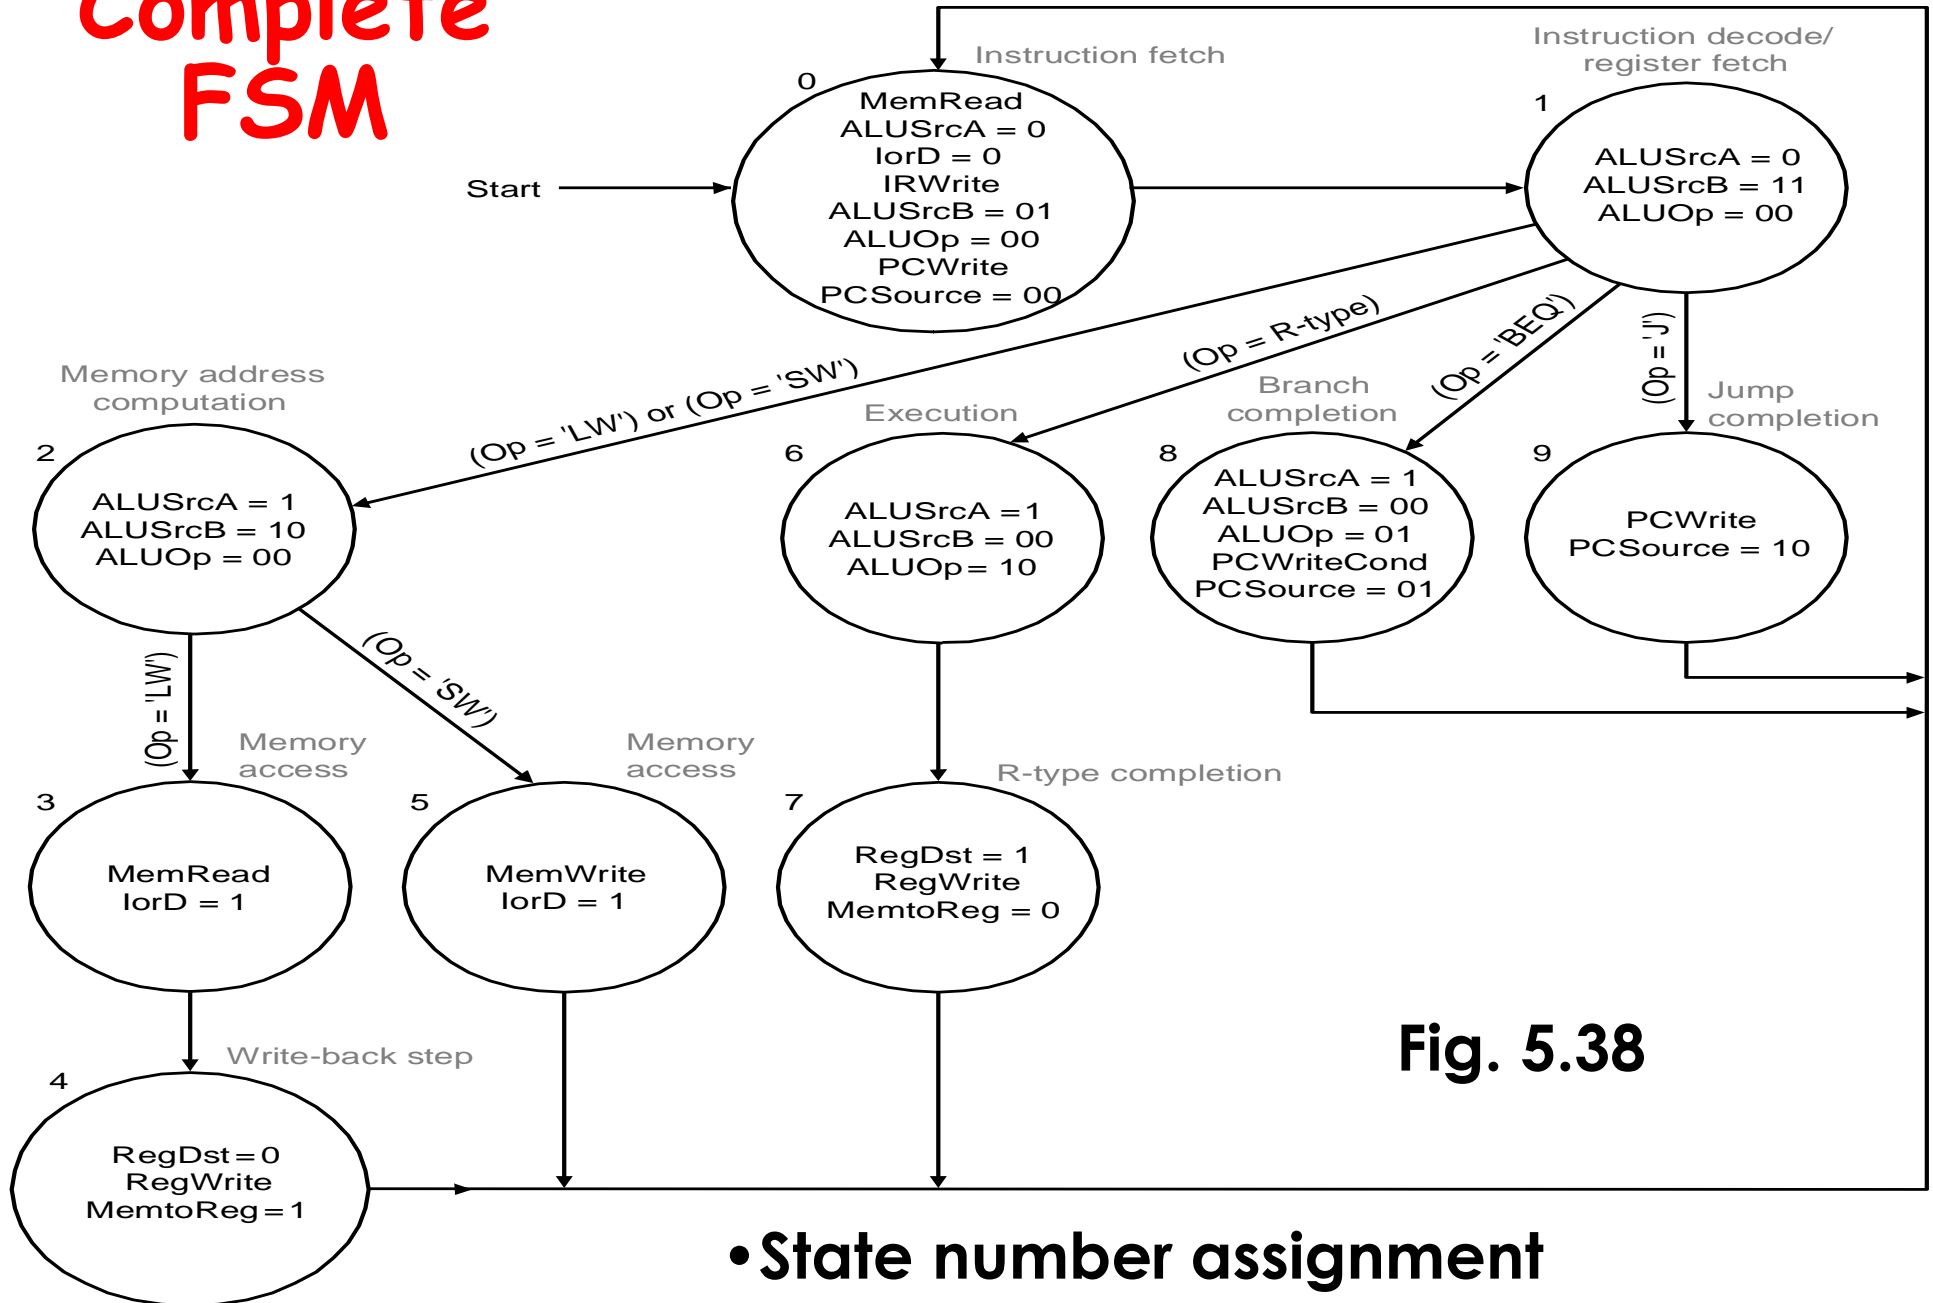 Complete
FSM
Instruction fetch
0
MemRead
ALUSrcA = 0
IorD = 0
IRWrite
ALUSrcB = 01
ALUOp = 00
PCWrite
PCSource = 00
Start
Instruction decode/
register fetch
1
ALUSrcA = 0
ALUSrcB = 11
ALUOp = 00
(Op = 'LW') or (Op = 'SW')
(Op = R-type)
(Op = 'BEQ')
(Op = 'J')
Memory address
computation
2
ALUSrcA = 1
ALUSrcB = 10
ALUOp = 00
Execution
6
ALUSrcA =1
ALUSrcB = 00
ALUOp= 10
Branch
completion
8
ALUSrcA = 1
ALUSrcB = 00
ALUOp = 01
PCWriteCond
PCSource = 01
Jump
completion
9
PCWrite
PCSource = 10
(Op = 'LW')
(Op = 'SW')
Memory
access
3
MemRead
IorD = 1
Memory
access
5
MemWrite
IorD = 1
R-type completion
7
RegDst = 1
RegWrite
MemtoReg = 0
Write-back step
4
RegDst=0
RegWrite
MemtoReg=1
Fig. 5.38
•State number assignment